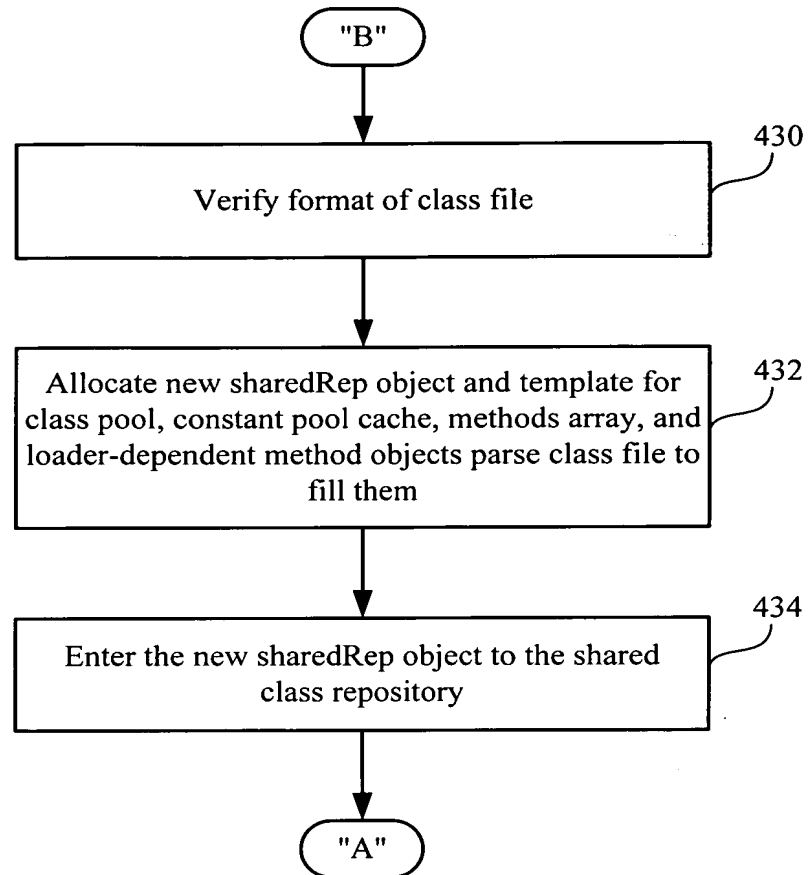 "B"
430
Verify format of class file
432
Allocate new sharedRep object and template for
class pool, constant pool cache, methods array, and
loader-dependent method objects parse class file to
fill them
434
Enter the new sharedRep object to the shared
class repository
"A"